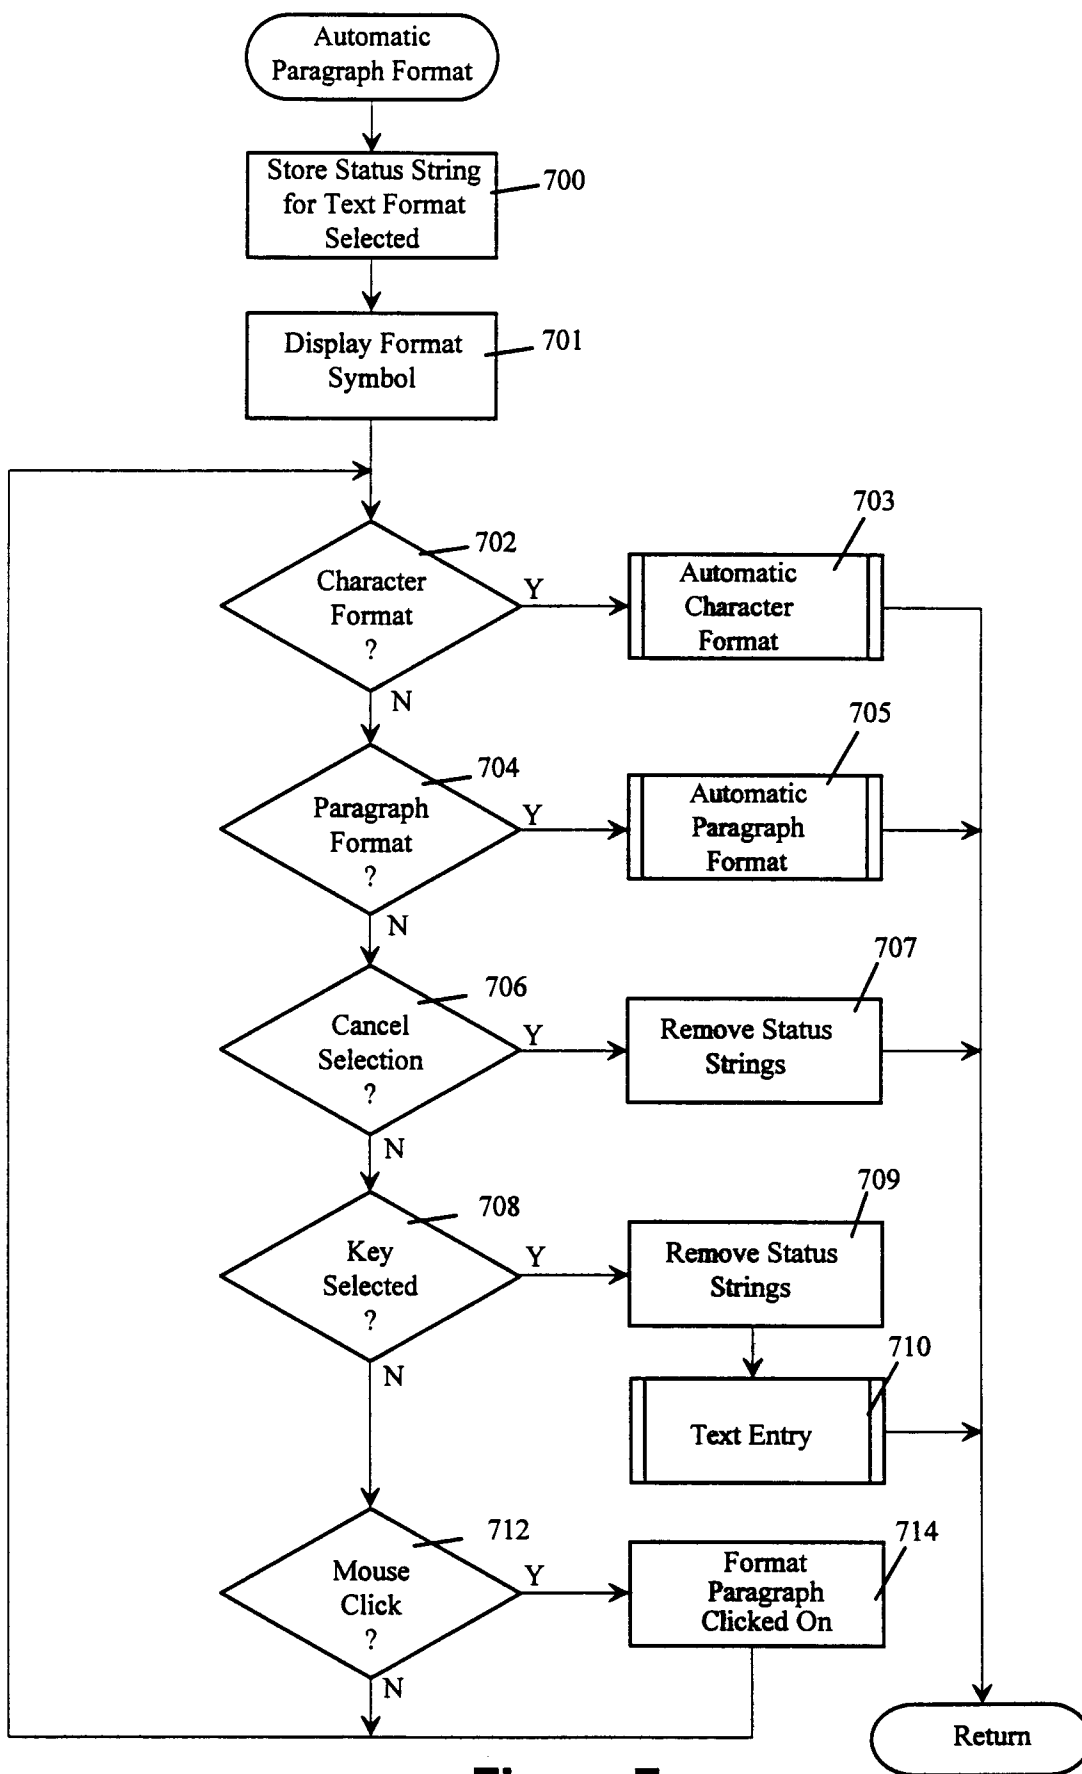 Automatic
Paragraph Format
Store Status String
for Text Format
Selected
700
Display Format
Symbol
701
Character
Format
?
702
Y
N
Automatic
Character
Format
703
Paragraph
Format
?
704
Y
N
Automatic
Paragraph
Format
705
Cancel
Selection
?
706
Y
N
Remove Status
Strings
707
Key
Selected
?
708
Y
N
Remove Status
Strings
709
Text Entry
710
Mouse
Click
?
712
Y
N
Format
Paragraph
Clicked On
714
Return